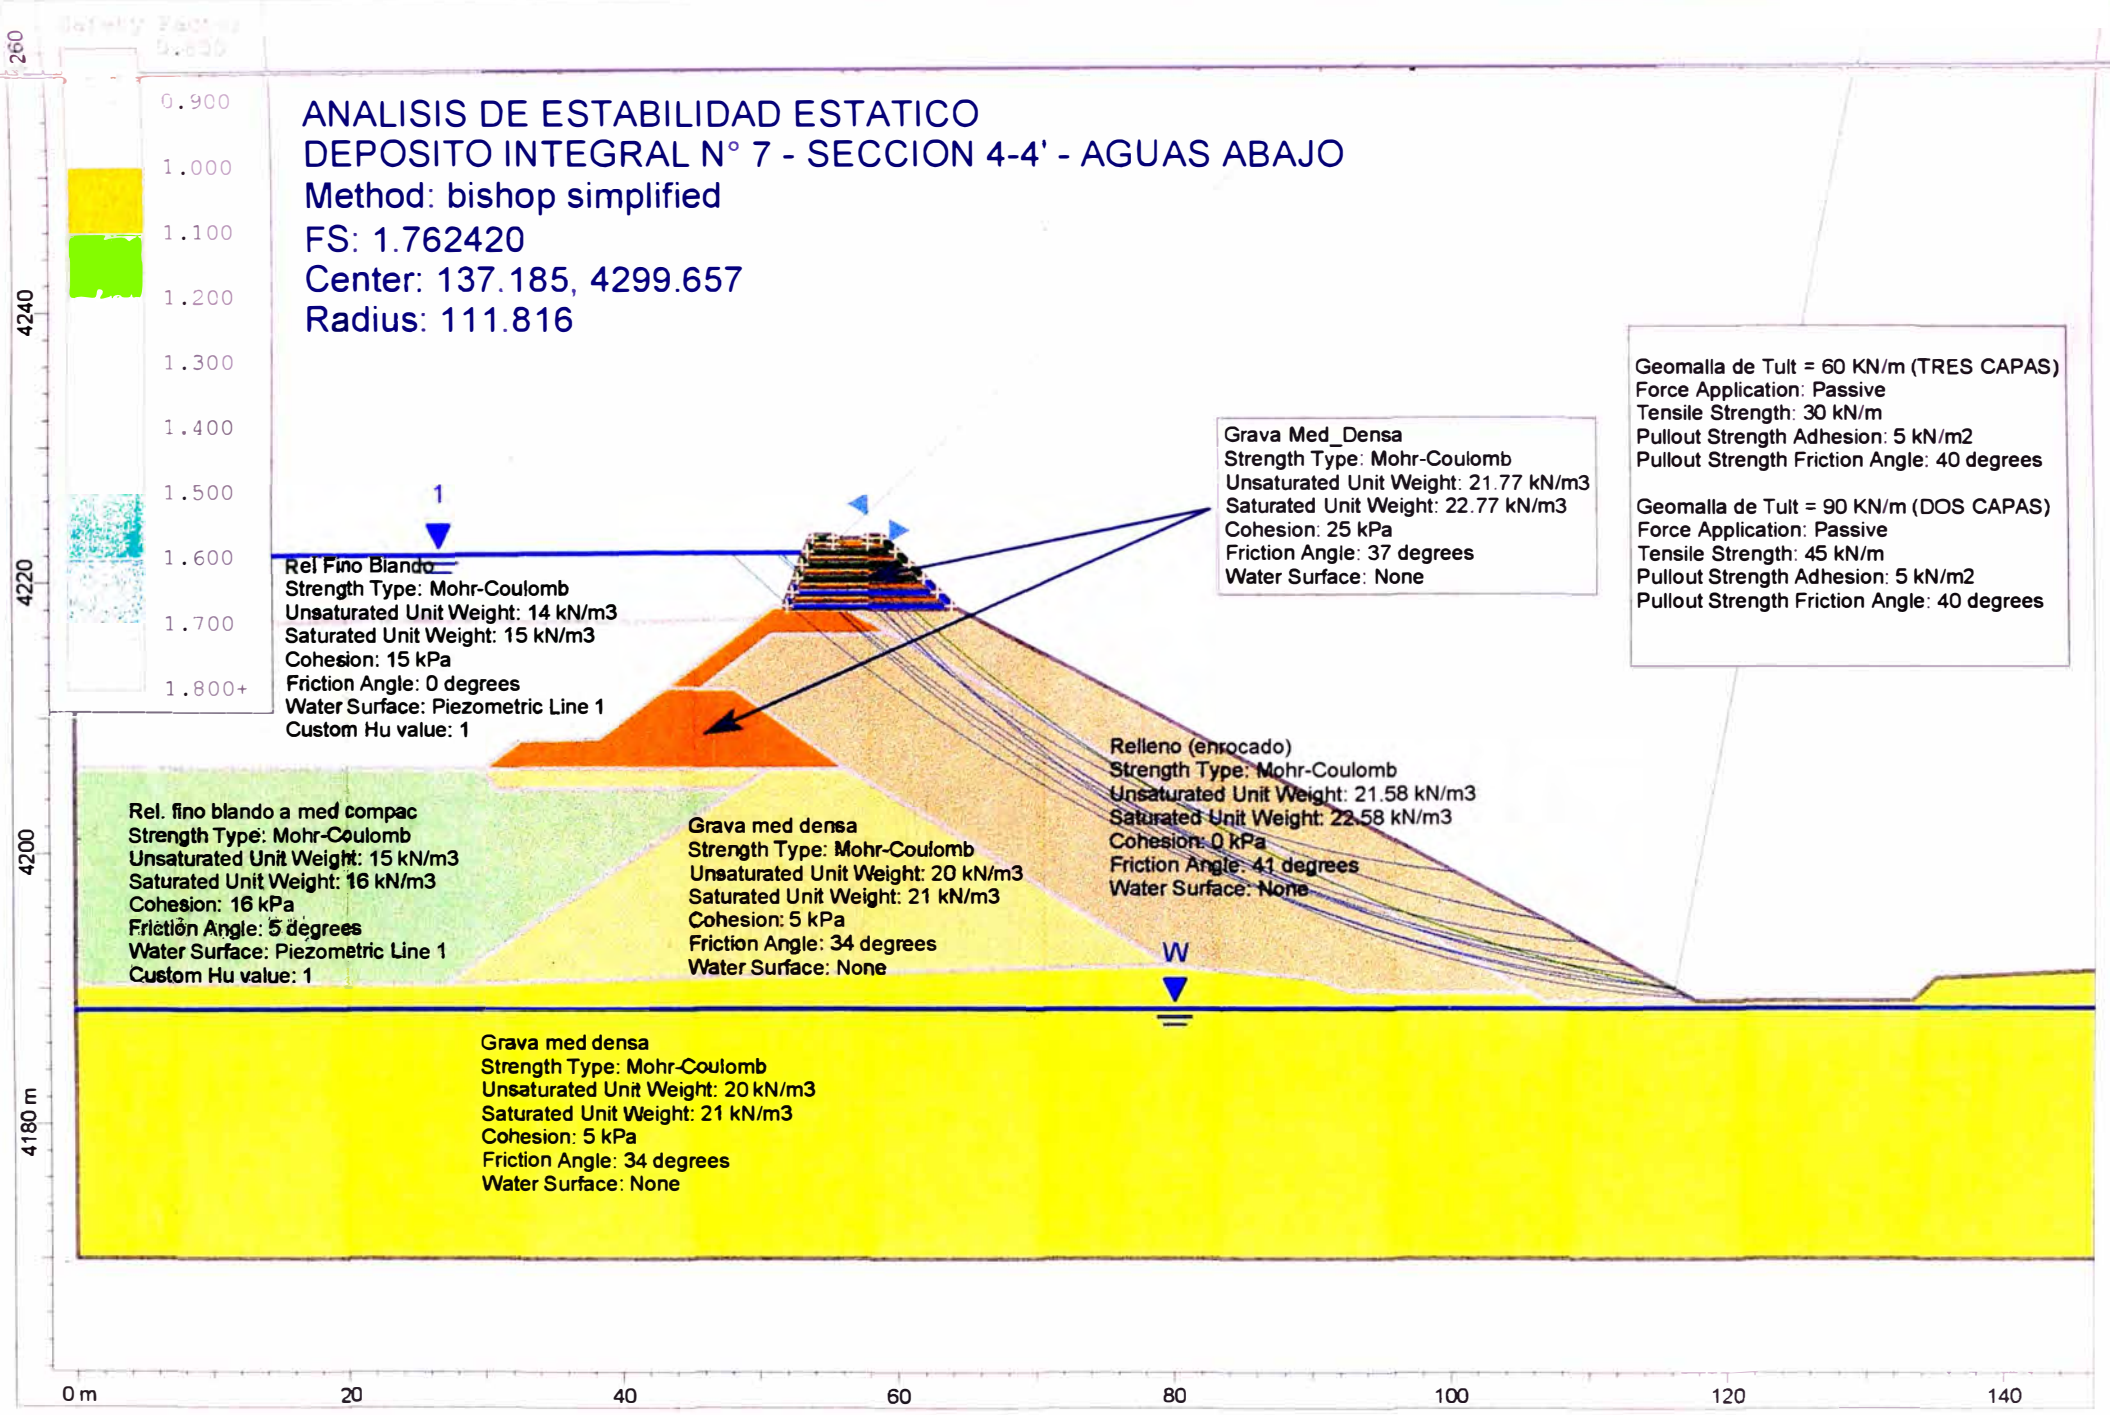 Safety Factor
0.800
0.900
1.000
1.100
1.200
1.300
1.400
1.500
1.600
1.700
1.800+
ANALISIS DE ESTABILIDAD ESTATICO
DEPOSITO INTEGRAL N° 7 - SECCION 4-4' - AGUAS ABAJO
Method: bishop simplified
FS: 1.762420
Center: 137.185, 4299.657
Radius: 111.816
Geomalla de Tult = 60 KN/m (TRES CAPAS)
Force Application: Passive
Tensile Strength: 30 kN/m
Pullout Strength Adhesion: 5 kN/m2
Pullout Strength Friction Angle: 40 degrees
Geomalla de Tult = 90 KN/m (DOS CAPAS)
Force Application: Passive
Tensile Strength: 45 kN/m
Pullout Strength Adhesion: 5 kN/m2
Pullout Strength Friction Angle: 40 degrees
Grava Med_Densa
Strength Type: Mohr-Coulomb
Unsaturated Unit Weight: 21.77 kN/m3
Saturated Unit Weight: 22.77 kN/m3
Cohesion: 25 kPa
Friction Angle: 37 degrees
Water Surface: None
1
Rel Fino Blando
Strength Type: Mohr-Coulomb
Unsaturated Unit Weight: 14 kN/m3
Saturated Unit Weight: 15 kN/m3
Cohesion: 15 kPa
Friction Angle: 0 degrees
Water Surface: Piezometric Line 1
Custom Hu value: 1
Relleno (enrocado)
Strength Type: Mohr-Coulomb
Unsaturated Unit Weight: 21.58 kN/m3
Saturated Unit Weight: 22.58 kN/m3
Cohesion: 0 kPa
Friction Angle: 41 degrees
Water Surface: None
Rel. fino blando a med compac
Strength Type: Mohr-Coulomb
Unsaturated Unit Weight: 15 kN/m3
Saturated Unit Weight: 16 kN/m3
Cohesion: 16 kPa
Friction Angle: 5 degrees
Water Surface: Piezometric Line 1
Custom Hu value: 1
Grava med densa
Strength Type: Mohr-Coulomb
Unsaturated Unit Weight: 20 kN/m3
Saturated Unit Weight: 21 kN/m3
Cohesion: 5 kPa
Friction Angle: 34 degrees
Water Surface: None
W
Grava med densa
Strength Type: Mohr-Coulomb
Unsaturated Unit Weight: 20 kN/m3
Saturated Unit Weight: 21 kN/m3
Cohesion: 5 kPa
Friction Angle: 34 degrees
Water Surface: None
260
4240
4220
4200
4180 m
0 m
20
40
60
80
100
120
140